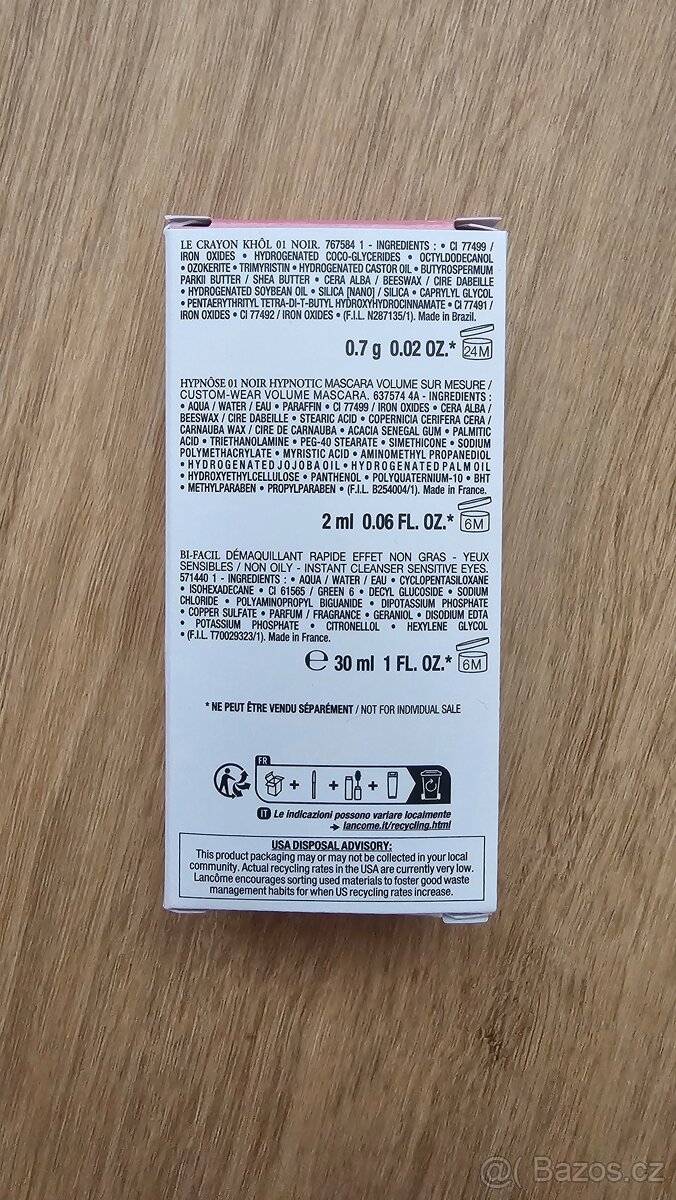 LE CRAYON KHÔL 01 NOIR. 767584 1 - INGREDIENTS : • CI 77499 /
IRON OXIDES • HYDROGENATED COCO-GLYCERIDES • OCTYLDODECANOL
• OZOKERITE • TRIMYRISTIN • HYDROGENATED CASTOR OIL • BUTYROSPERMUM
PARKII BUTTER / SHEA BUTTER • CERA ALBA / BEESWAX / CIRE DABEILLE
• HYDROGENATED SOYBEAN OIL • SILICA [NANO] / SILICA • CAPRYLYL GLYCOL
• PENTAERYTHRITYL TETRA-DI-T-BUTYL HYDROXYHYDROCINNAMATE • CI 77491 /
IRON OXIDES • CI 77492 / IRON OXIDES • (F.I.L. N287135/1). Made in Brazil.
0.7 g 0.02 OZ.* 24M
HYPNÔSE 01 NOIR HYPNOTIC MASCARA VOLUME SUR MESURE /
CUSTOM-WEAR VOLUME MASCARA. 637574 4A - INGREDIENTS :
• AQUA / WATER / EAU • PARAFFIN • CI 77499 / IRON OXIDES • CERA ALBA /
BEESWAX / CIRE DABEILLE • STEARIC ACID • COPERNICIA CERIFERA CERA /
CARNAUBA WAX / CIRE DE CARNAUBA • ACACIA SENEGAL GUM • PALMITIC
ACID • TRIETHANOLAMINE • PEG-40 STEARATE • SIMETHICONE • SODIUM
POLYMETHACRYLATE • MYRISTIC ACID • AMINOMETHYL PROPANEDIOL
• HYDROGENATED JOJOBA OIL • HYDROGENATED PALM OIL
• HYDROXYETHYLCELLULOSE • PANTHENOL • POLYQUATERNIUM-10 • BHT
• METHYLPARABEN • PROPYLPARABEN • (F.I.L. B254004/1). Made in France.
2 ml 0.06 FL. OZ.* 6M
BI-FACIL DÉMAQUILLANT RAPIDE EFFET NON GRAS - YEUX
SENSIBLES / NON OILY - INSTANT CLEANSER SENSITIVE EYES.
571440 1 - INGREDIENTS : • AQUA / WATER / EAU • CYCLOPENTASILOXANE
• ISOHEXADECANE • CI 61565 / GREEN 6 • DECYL GLUCOSIDE • SODIUM
CHLORIDE • POLYAMINOPROPYL BIGUANIDE • DIPOTASSIUM PHOSPHATE
• COPPER SULFATE • PARFUM / FRAGRANCE • GERANIOL • DISODIUM EDTA
• POTASSIUM PHOSPHATE • CITRONELLOL • HEXYLENE GLYCOL
• (F.I.L. T70029323/1). Made in France.
℮ 30 ml 1 FL. OZ.* 6M
* NE PEUT ÊTRE VENDU SÉPARÉMENT / NOT FOR INDIVIDUAL SALE
FR
+ + +
IT Le indicazioni possono variare localmente
→ lancome.it/recycling.html
USA DISPOSAL ADVISORY:
This product packaging may or may not be collected in your local
community. Actual recycling rates in the USA are currently very low.
Lancôme encourages sorting used materials to foster good waste
management habits for when US recycling rates increase.
@( Bazos.cz